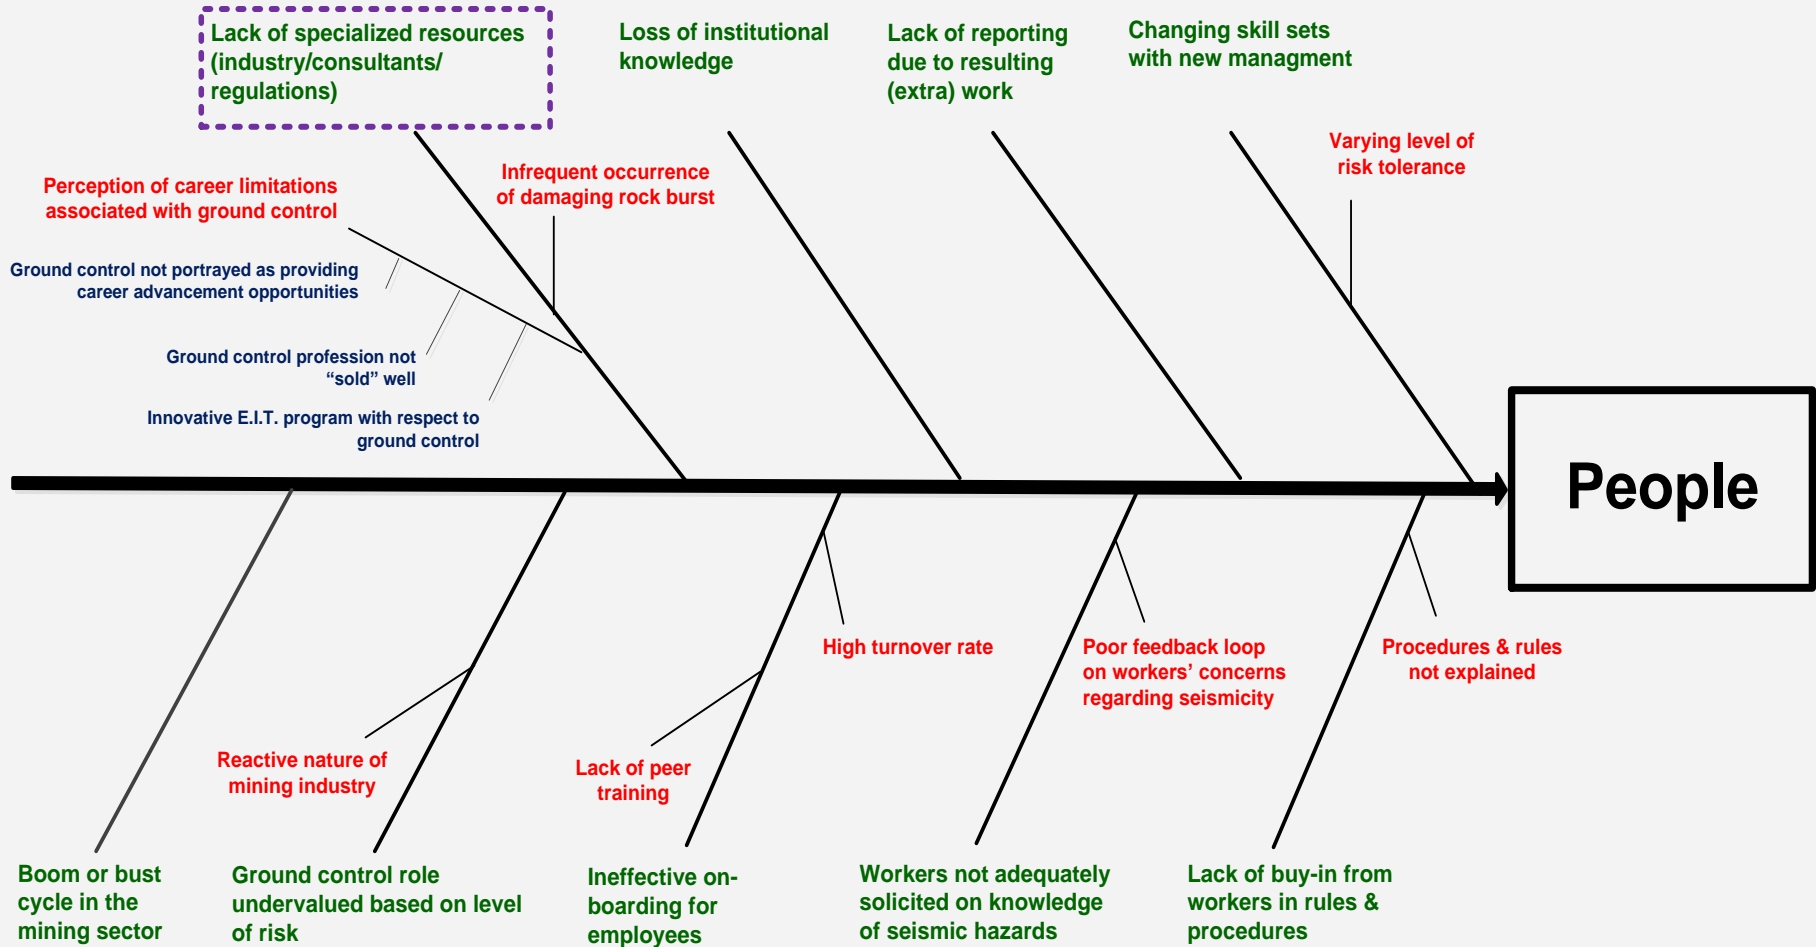 Lack of specialized resources
(industry/consultants/
regulations)
Loss of institutional
knowledge
Lack of reporting
due to resulting
(extra) work
Changing skill sets
with new managment
Perception of career limitations
associated with ground control
Infrequent occurrence
of damaging rock burst
Varying level of
risk tolerance
Ground control not portrayed as providing
career advancement opportunities
Ground control profession not
“sold” well
Innovative E.I.T. program with respect to
ground control
People
High turnover rate
Poor feedback loop
on workers’ concerns
regarding seismicity
Procedures & rules
not explained
Reactive nature of
mining industry
Lack of peer
training
Boom or bust
cycle in the
mining sector
Ground control role
undervalued based on level
of risk
Ineffective on-
boarding for
employees
Workers not adequately
solicited on knowledge
of seismic hazards
Lack of buy-in from
workers in rules &
procedures